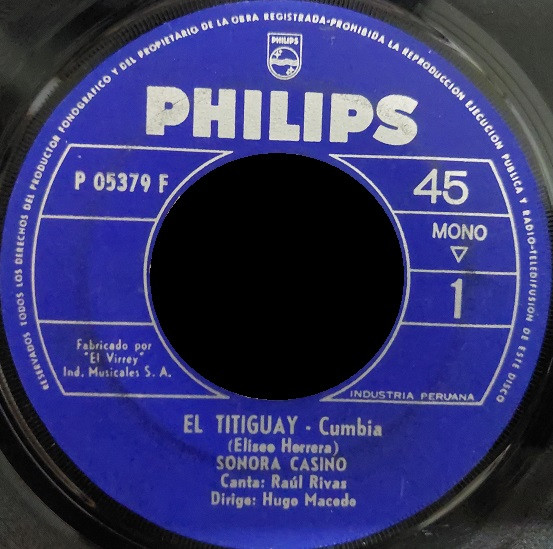 RESERVADOS TODOS LOS DERECHOS DEL PRODUCTOR FONOGRAFICO Y DEL PROPIETARIO DE LA OBRA REGISTRADA-PROHIBIDA LA REPRODUCCION EJECUCION PUBLICA Y RADIO-TELEDIFUSION DE ESTE DISCO
PHILIPS
PHILIPS
P 05379 F
45
MONO
1
Fabricado por
"El Virrey"
Ind. Musicales S. A.
INDUSTRIA PERUANA
EL TITIGUAY - Cumbia
(Eliseo Herrera)
SONORA CASINO
Canta: Raúl Rivas
Dirige: Hugo Macedo